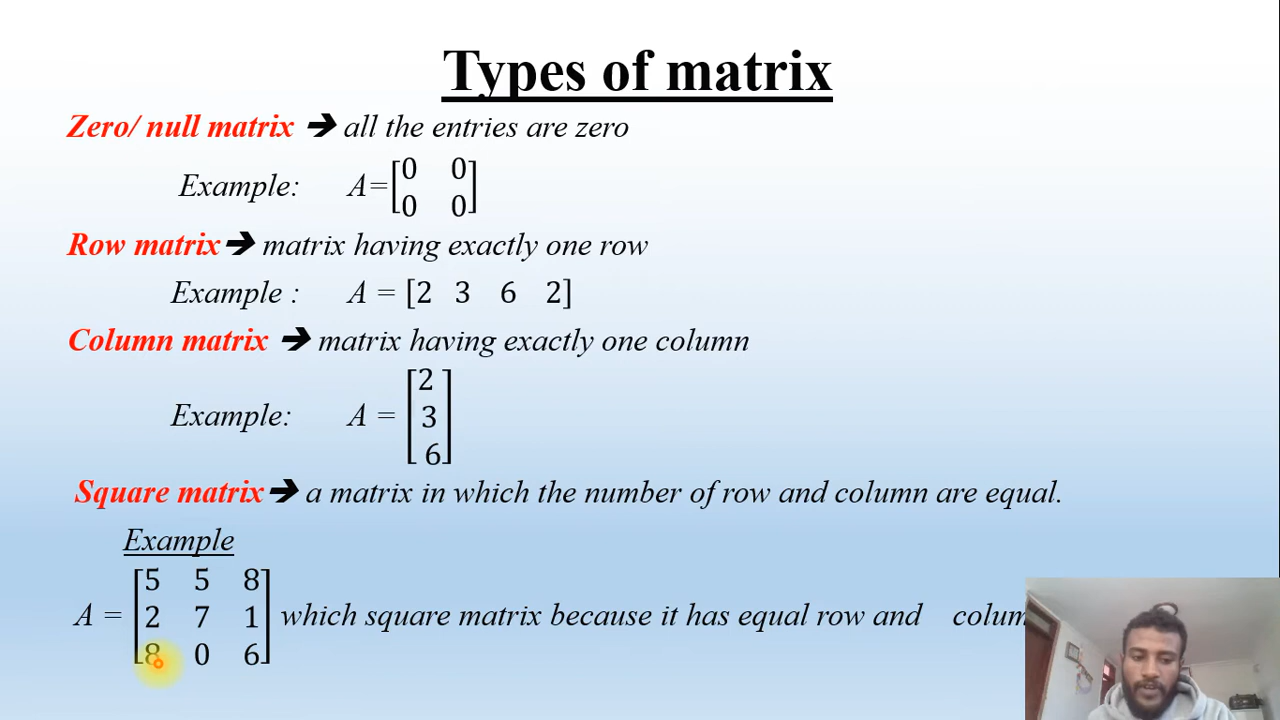 Types of matrix
Zero/ null matrix ➔ all the entries are zero
Example: A=[0 0
0 0]
Row matrix➔ matrix having exactly one row
Example : A = [2 3 6 2]
Column matrix ➔ matrix having exactly one column
Example: A = [2
3
6]
Square matrix➔ a matrix in which the number of row and column are equal.
Example
A = [5 5 8
2 7 1
8 0 6] which square matrix because it has equal row and